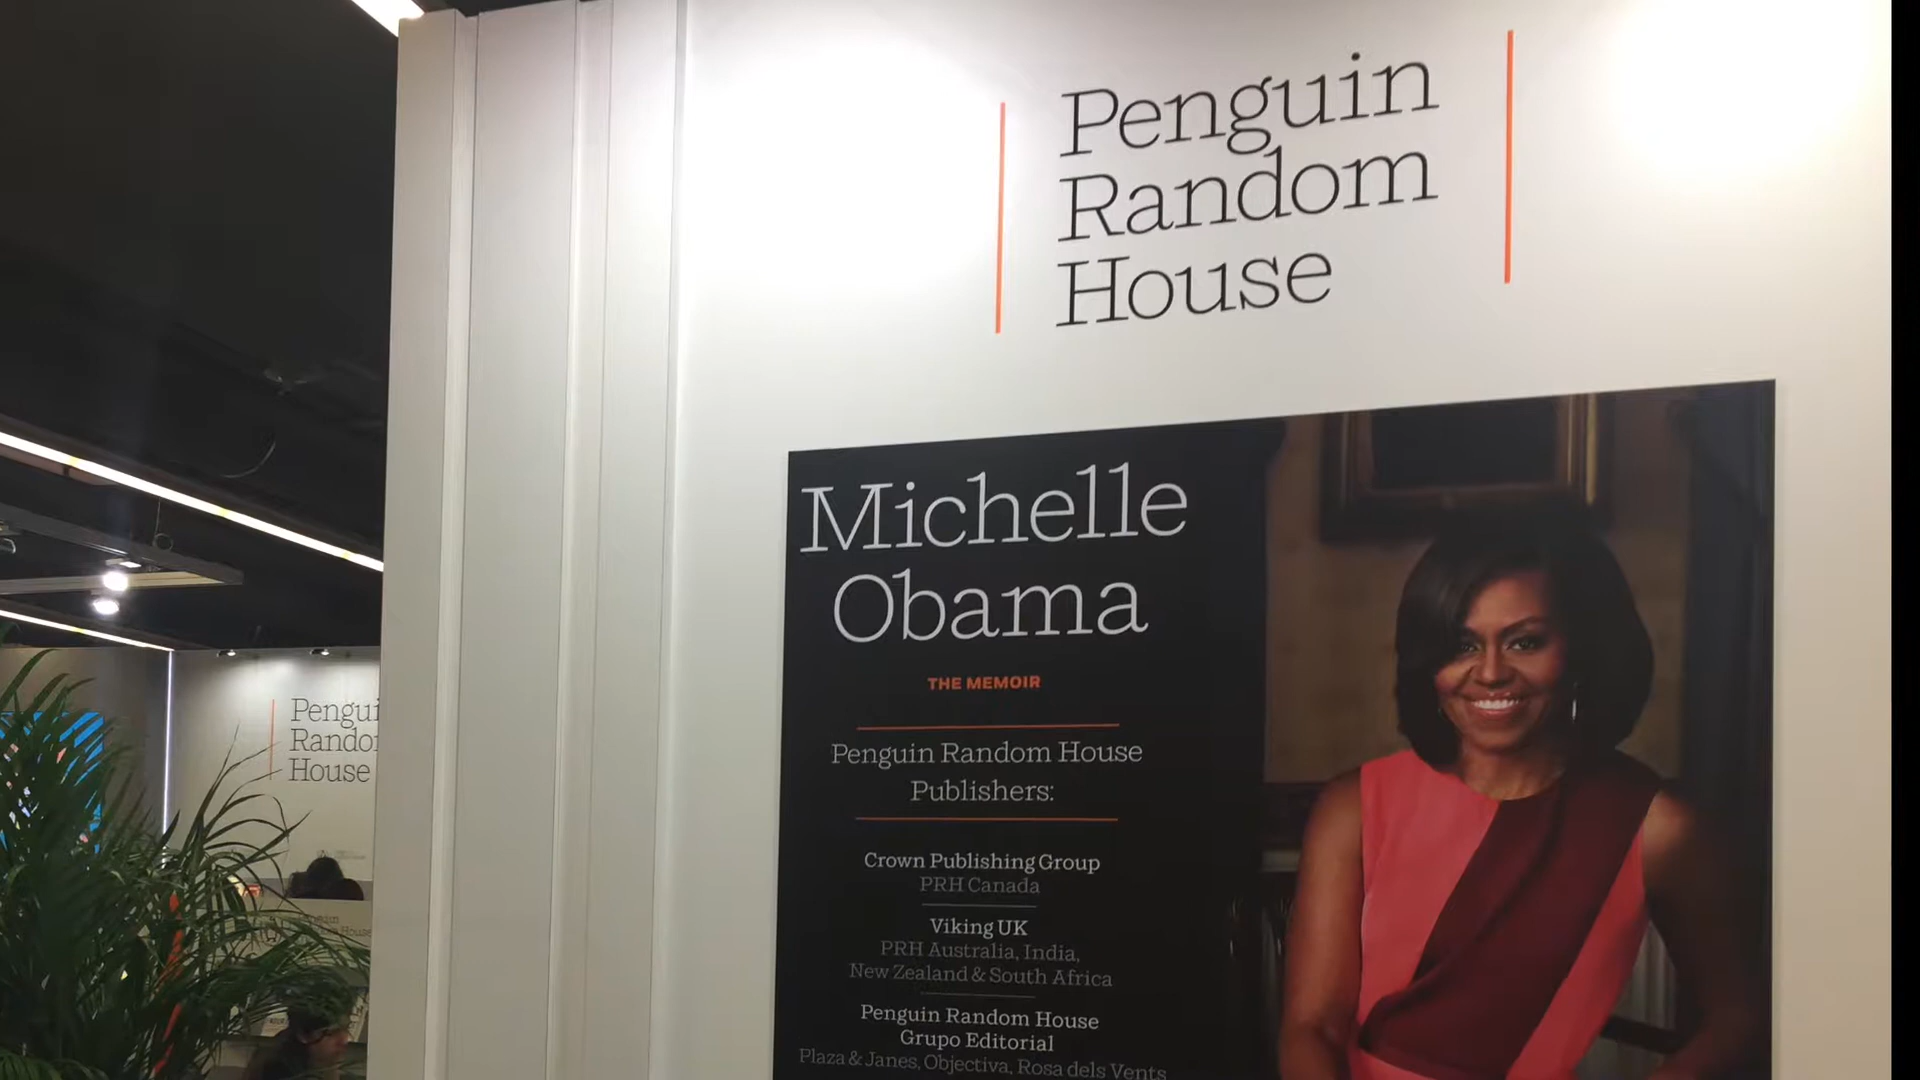 Penguin
Random
House
Michelle
Obama
THE MEMOIR
Penguin Random House
Publishers:
Crown Publishing Group
PRH Canada
Viking UK
PRH Australia, India,
New Zealand & South Africa
Penguin Random House
Grupo Editorial
Plaza & Janes, Objectiva, Rosa dels Vents
Pengui
Rando
House